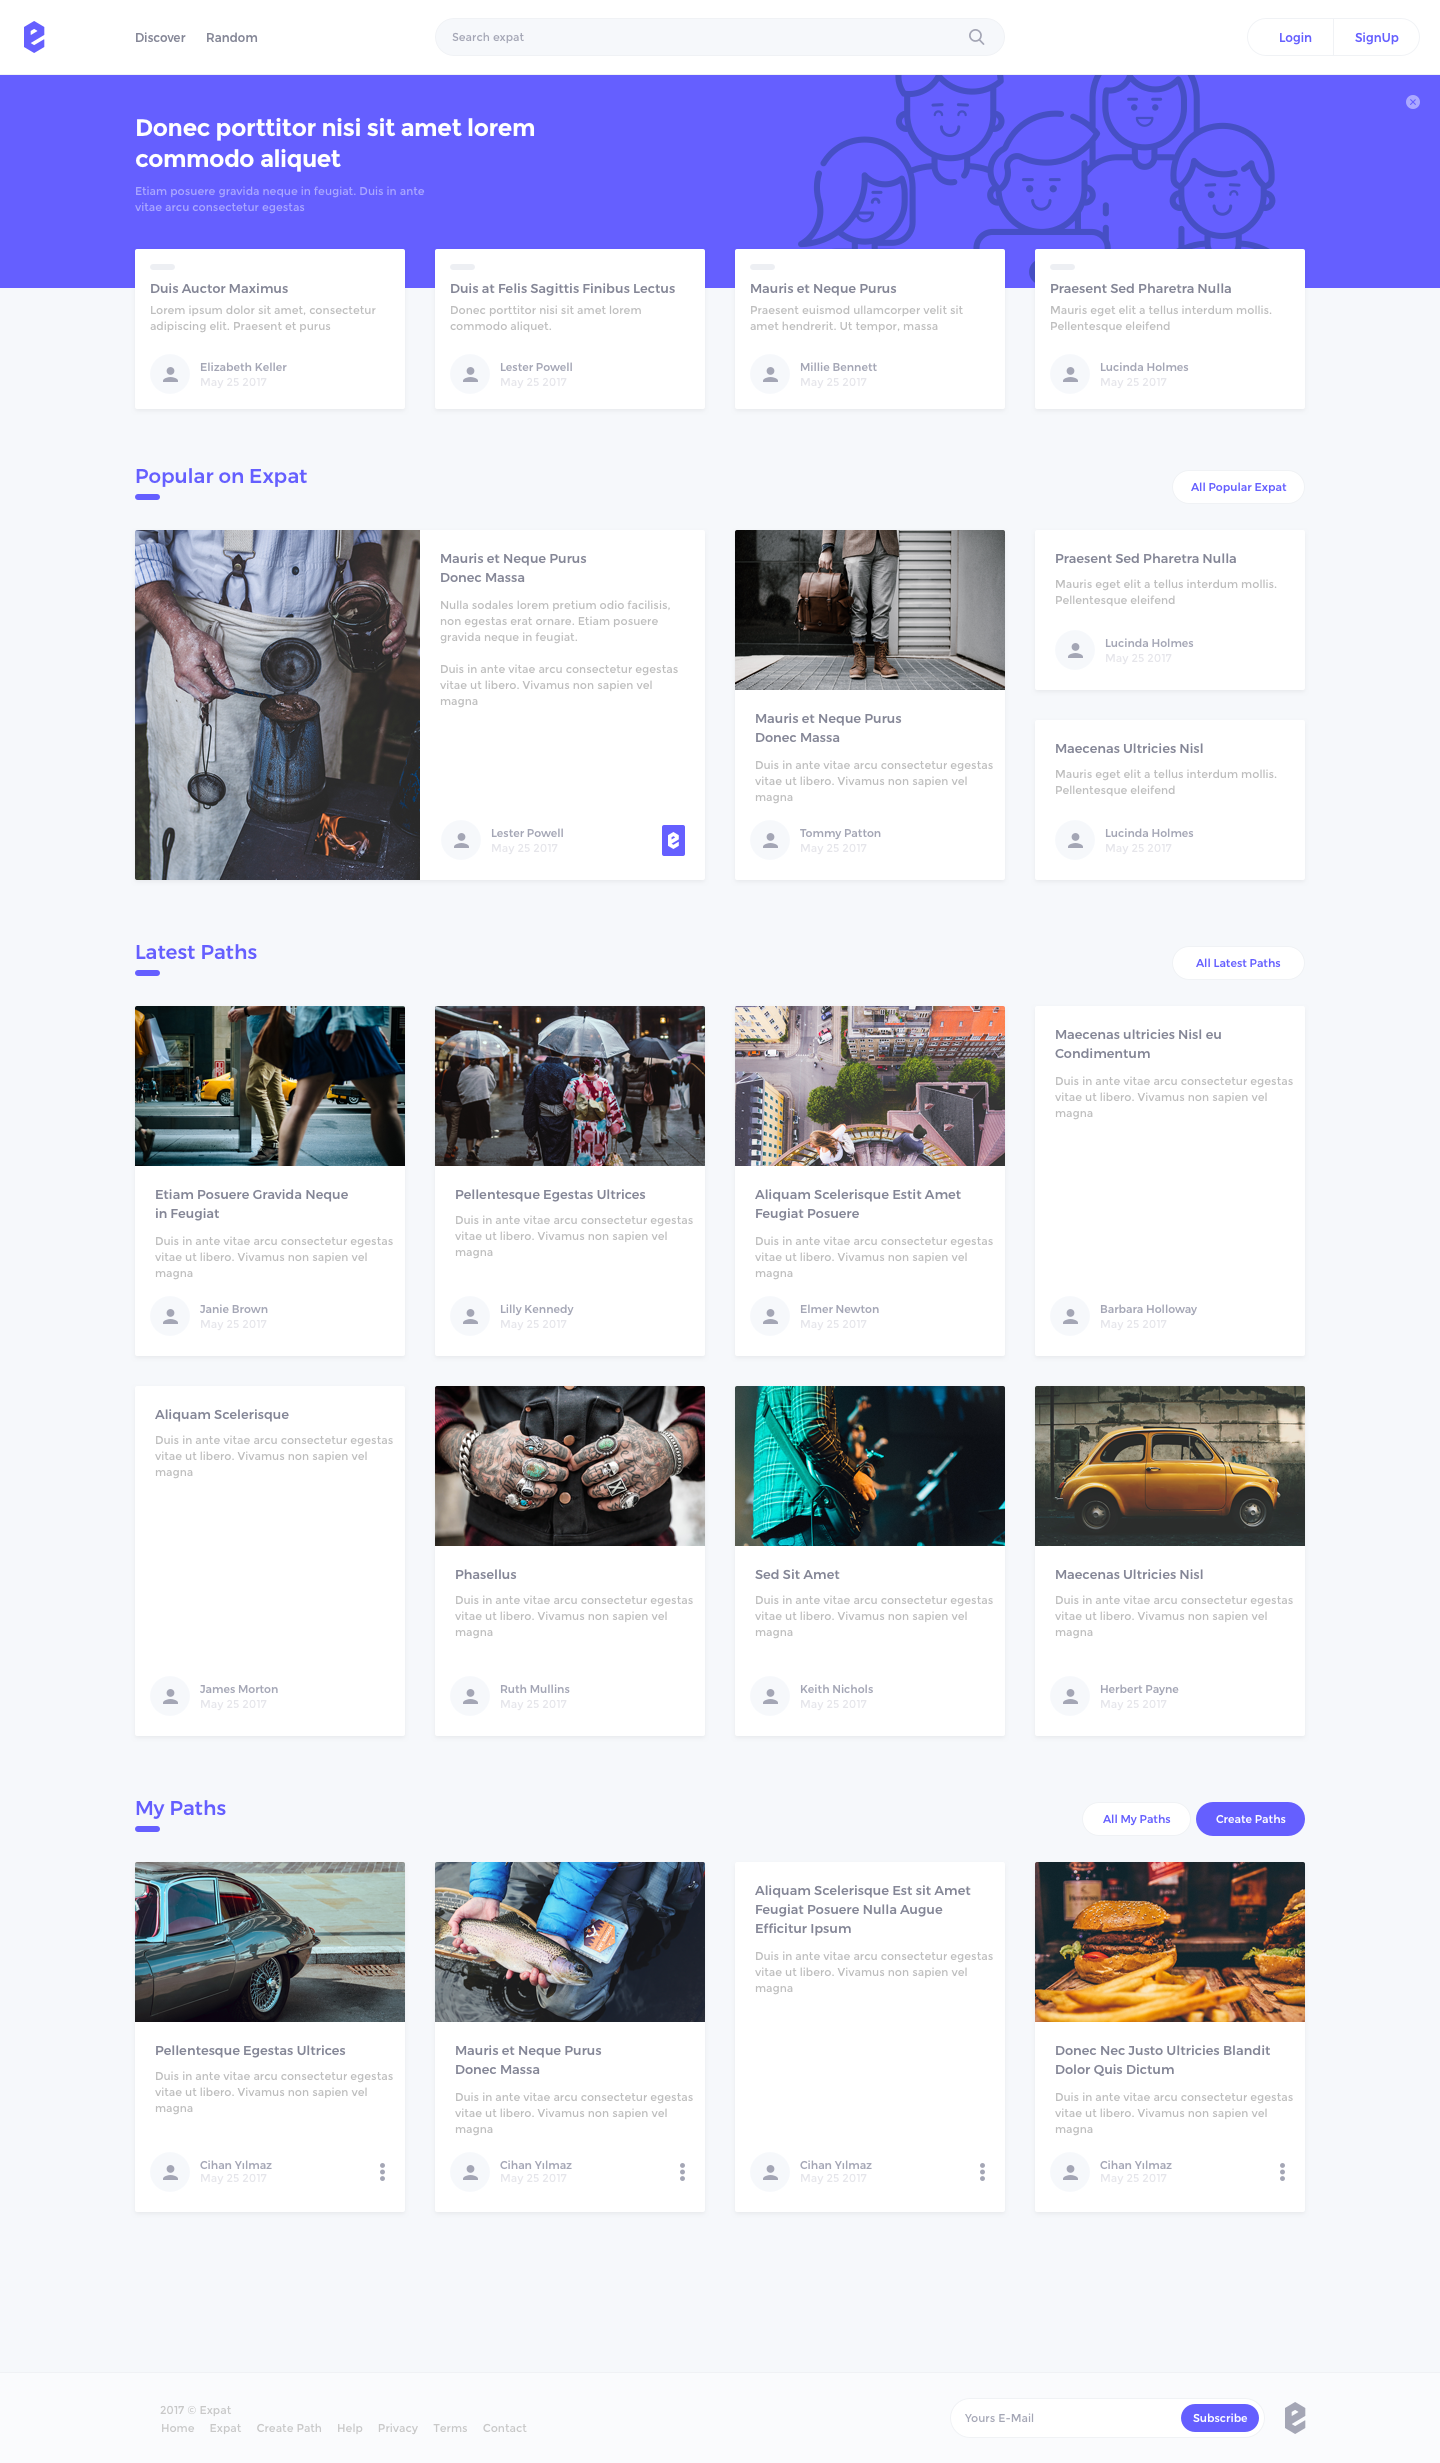 Discover Random
Search expat
Login SignUp
Donec porttitor nisi sit amet lorem
commodo aliquet
Etiam posuere gravida neque in feugiat. Duis in ante
vitae arcu consectetur egestas
Duis Auctor Maximus
Lorem ipsum dolor sit amet, consectetur
adipiscing elit. Praesent et purus
Elizabeth Keller
May 25 2017
Duis at Felis Sagittis Finibus Lectus
Donec porttitor nisi sit amet lorem
commodo aliquet.
Lester Powell
May 25 2017
Mauris et Neque Purus
Praesent euismod ullamcorper velit sit
amet hendrerit. Ut tempor, massa
Millie Bennett
May 25 2017
Praesent Sed Pharetra Nulla
Mauris eget elit a tellus interdum mollis.
Pellentesque eleifend
Lucinda Holmes
May 25 2017
Popular on Expat
All Popular Expat
Mauris et Neque Purus
Donec Massa
Nulla sodales lorem pretium odio facilisis,
non egestas erat ornare. Etiam posuere
gravida neque in feugiat.
Duis in ante vitae arcu consectetur egestas
vitae ut libero. Vivamus non sapien vel
magna
Lester Powell
May 25 2017
Mauris et Neque Purus
Donec Massa
Duis in ante vitae arcu consectetur egestas
vitae ut libero. Vivamus non sapien vel
magna
Tommy Patton
May 25 2017
Praesent Sed Pharetra Nulla
Mauris eget elit a tellus interdum mollis.
Pellentesque eleifend
Lucinda Holmes
May 25 2017
Maecenas Ultricies Nisl
Mauris eget elit a tellus interdum mollis.
Pellentesque eleifend
Lucinda Holmes
May 25 2017
Latest Paths
All Latest Paths
Etiam Posuere Gravida Neque
in Feugiat
Duis in ante vitae arcu consectetur egestas
vitae ut libero. Vivamus non sapien vel
magna
Janie Brown
May 25 2017
Pellentesque Egestas Ultrices
Duis in ante vitae arcu consectetur egestas
vitae ut libero. Vivamus non sapien vel
magna
Lilly Kennedy
May 25 2017
Aliquam Scelerisque Estit Amet
Feugiat Posuere
Duis in ante vitae arcu consectetur egestas
vitae ut libero. Vivamus non sapien vel
magna
Elmer Newton
May 25 2017
Maecenas ultricies Nisl eu
Condimentum
Duis in ante vitae arcu consectetur egestas
vitae ut libero. Vivamus non sapien vel
magna
Barbara Holloway
May 25 2017
Aliquam Scelerisque
Duis in ante vitae arcu consectetur egestas
vitae ut libero. Vivamus non sapien vel
magna
James Morton
May 25 2017
Phasellus
Duis in ante vitae arcu consectetur egestas
vitae ut libero. Vivamus non sapien vel
magna
Ruth Mullins
May 25 2017
Sed Sit Amet
Duis in ante vitae arcu consectetur egestas
vitae ut libero. Vivamus non sapien vel
magna
Keith Nichols
May 25 2017
Maecenas Ultricies Nisl
Duis in ante vitae arcu consectetur egestas
vitae ut libero. Vivamus non sapien vel
magna
Herbert Payne
May 25 2017
My Paths
All My Paths
Create Paths
Pellentesque Egestas Ultrices
Duis in ante vitae arcu consectetur egestas
vitae ut libero. Vivamus non sapien vel
magna
Cihan Yılmaz
May 25 2017
Mauris et Neque Purus
Donec Massa
Duis in ante vitae arcu consectetur egestas
vitae ut libero. Vivamus non sapien vel
magna
Cihan Yılmaz
May 25 2017
Aliquam Scelerisque Est sit Amet
Feugiat Posuere Nulla Augue
Efficitur Ipsum
Duis in ante vitae arcu consectetur egestas
vitae ut libero. Vivamus non sapien vel
magna
Cihan Yılmaz
May 25 2017
Donec Nec Justo Ultricies Blandit
Dolor Quis Dictum
Duis in ante vitae arcu consectetur egestas
vitae ut libero. Vivamus non sapien vel
magna
Cihan Yılmaz
May 25 2017
2017 © Expat
Home Expat Create Path Help Privacy Terms Contact
Yours E-Mail
Subscribe